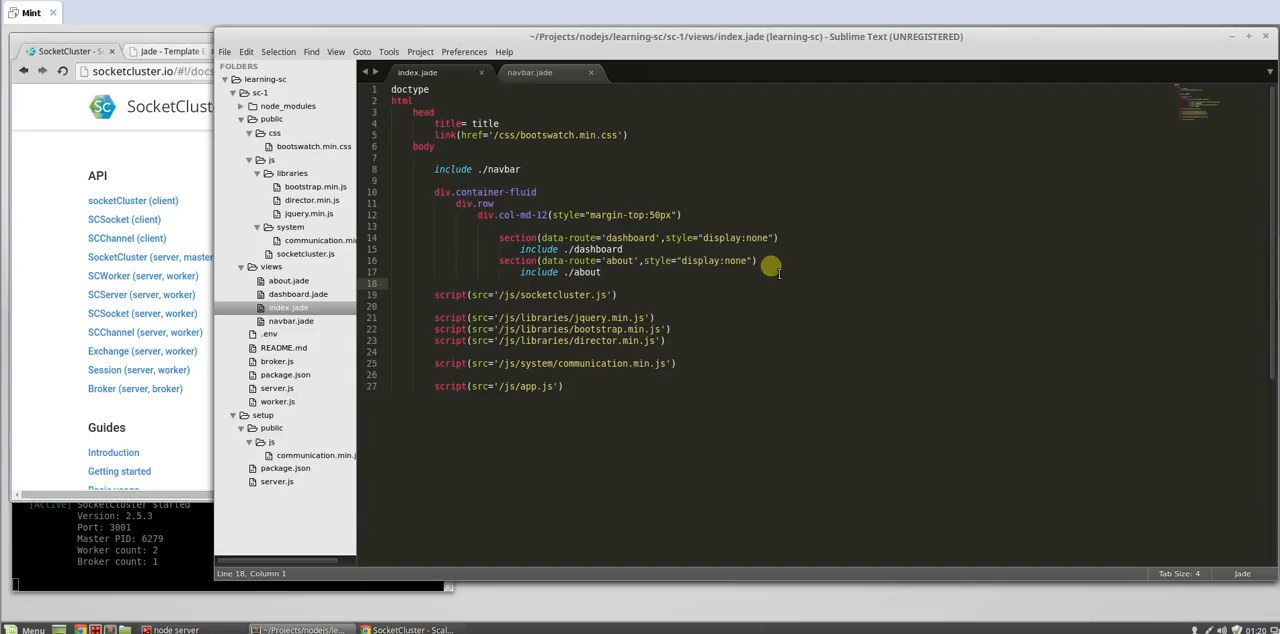 Mint
SocketCluster - S
Jade - Template E
socketcluster.io/#!/docs
SocketClust
API
socketCluster (client)
SCSocket (client)
SCChannel (client)
SocketCluster (server, master
SCWorker (server, worker)
SCServer (server, worker)
SCSocket (server, worker)
SCChannel (server, worker)
Exchange (server, worker)
Session (server, worker)
Broker (server, broker)
Guides
Introduction
Getting started
[Active] SocketCluster started
Version: 2.5.3
Port: 3001
Master PID: 6279
Worker count: 2
Broker count: 1
~/Projects/nodejs/learning-sc/sc-1/views/index.jade (learning-sc) - Sublime Text (UNREGISTERED)
File Edit Selection Find View Goto Tools Project Preferences Help
FOLDERS
learning-sc
sc-1
node_modules
public
css
bootswatch.min.css
js
libraries
bootstrap.min.js
director.min.js
jquery.min.js
system
communication.mi
socketcluster.js
views
about.jade
dashboard.jade
index.jade
navbar.jade
.env
README.md
broker.js
package.json
server.js
worker.js
setup
public
js
communication.min.j
package.json
server.js
index.jade
navbar.jade
1 doctype
2 html
3 head
4 title= title
5 link(href='/css/bootswatch.min.css')
6 body
7
8 include ./navbar
9
10 div.container-fluid
11 div.row
12 div.col-md-12(style="margin-top:50px")
13
14 section(data-route='dashboard',style="display:none")
15 include ./dashboard
16 section(data-route='about',style="display:none")
17 include ./about
18
19 script(src='/js/socketcluster.js')
20
21 script(src='/js/libraries/jquery.min.js')
22 script(src='/js/libraries/bootstrap.min.js')
23 script(src='/js/libraries/director.min.js')
24
25 script(src='/js/system/communication.min.js')
26
27 script(src='/js/app.js')
Line 18, Column 1
Tab Size: 4
Jade
Menu
node server
~/Projects/nodejs/le...
SocketCluster - Scal...
01:20